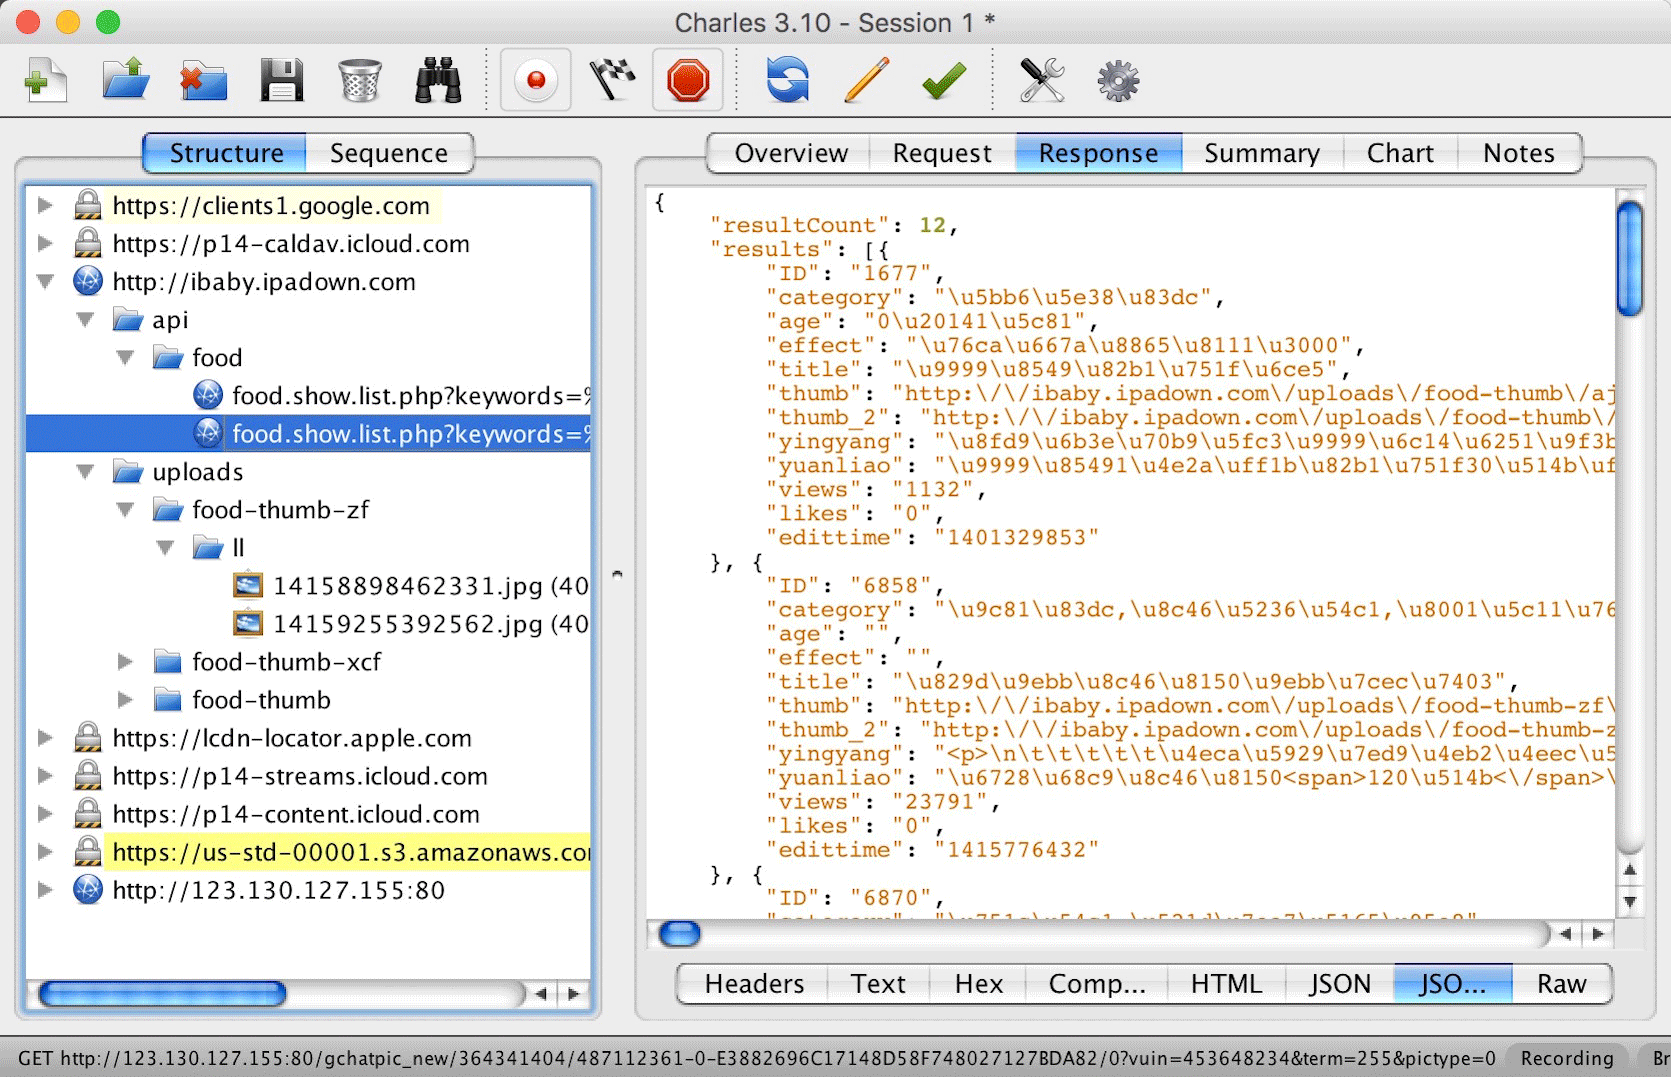 Charles 3.10 - Session 1 *
Structure Sequence
Overview Request Response Summary Chart Notes
https://clients1.google.com
https://p14-caldav.icloud.com
http://ibaby.ipadown.com
api
food
food.show.list.php?keywords=%
food.show.list.php?keywords=%
uploads
food-thumb-zf
ll
14158898462331.jpg (40
14159255392562.jpg (40
food-thumb-xcf
food-thumb
https://lcdn-locator.apple.com
https://p14-streams.icloud.com
https://p14-content.icloud.com
https://us-std-00001.s3.amazonaws.co
http://123.130.127.155:80
{
"resultCount": 12,
"results": [{
"ID": "1677",
"category": "\u5bb6\u5e38\u83dc",
"age": "0\u20141\u5c81",
"effect": "\u76ca\u667a\u8865\u8111\u3000",
"title": "\u9999\u8549\u82b1\u751f\u6ce5",
"thumb": "http:\/\/ibaby.ipadown.com\/uploads\/food-thumb\/aj
"thumb_2": "http:\/\/ibaby.ipadown.com\/uploads\/food-thumb\/
"yingyang": "\u8fd9\u6b3e\u70b9\u5fc3\u9999\u6c14\u6251\u9f3b
"yuanliao": "\u9999\u85491\u4e2a\uff1b\u82b1\u751f30\u514b\uf
"views": "1132",
"likes": "0",
"edittime": "1401329853"
}, {
"ID": "6858",
"category": "\u9c81\u83dc,\u8c46\u5236\u54c1,\u8001\u5c11\u76
"age": "",
"effect": "",
"title": "\u829d\u9ebb\u8c46\u8150\u9ebb\u7cec\u7403",
"thumb": "http:\/\/ibaby.ipadown.com\/uploads\/food-thumb-zf\
"thumb_2": "http:\/\/ibaby.ipadown.com\/uploads\/food-thumb-z
"yingyang": "<p>\n\t\t\t\t\t\u4eca\u5929\u7ed9\u4eb2\u4eec\u5
"yuanliao": "\u6728\u68c9\u8c46\u8150<span>120\u514b<\/span>\
"views": "23791",
"likes": "0",
"edittime": "1415776432"
}, {
"ID": "6870",
Headers Text Hex Comp... HTML JSON JSO... Raw
GET http://123.130.127.155:80/gchatpic_new/364341404/487112361-0-E3882696C17148D58F748027127BDA82/0?vuin=453648234&term=255&pictype=0 Recording Br